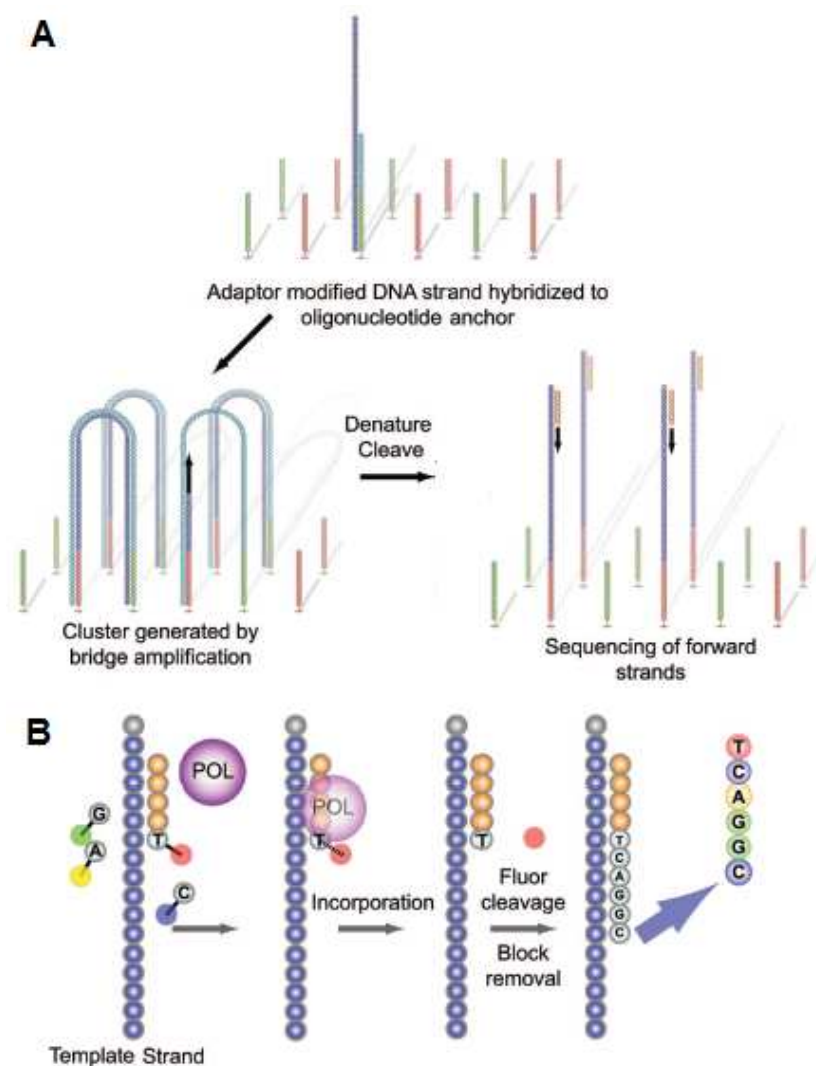 A
Adaptor modified DNA strand hybridized to
oligonucleotide anchor
Denature
Cleave
Cluster generated by
bridge amplification
Sequencing of forward
strands
B
POL
G
A
T
C
POL
T
Incorporation
T
Fluor
cleavage
Block
removal
T
C
A
G
G
C
T
C
A
G
G
C
Template Strand